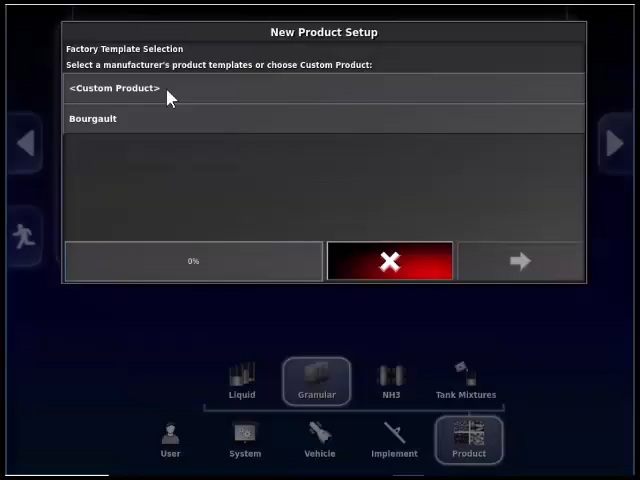 New Product Setup
Factory Template Selection
Select a manufacturer's product templates or choose Custom Product:
<Custom Product>
Bourgault
0%
Liquid Granular NH3 Tank Mixtures
User System Vehicle Implement Product